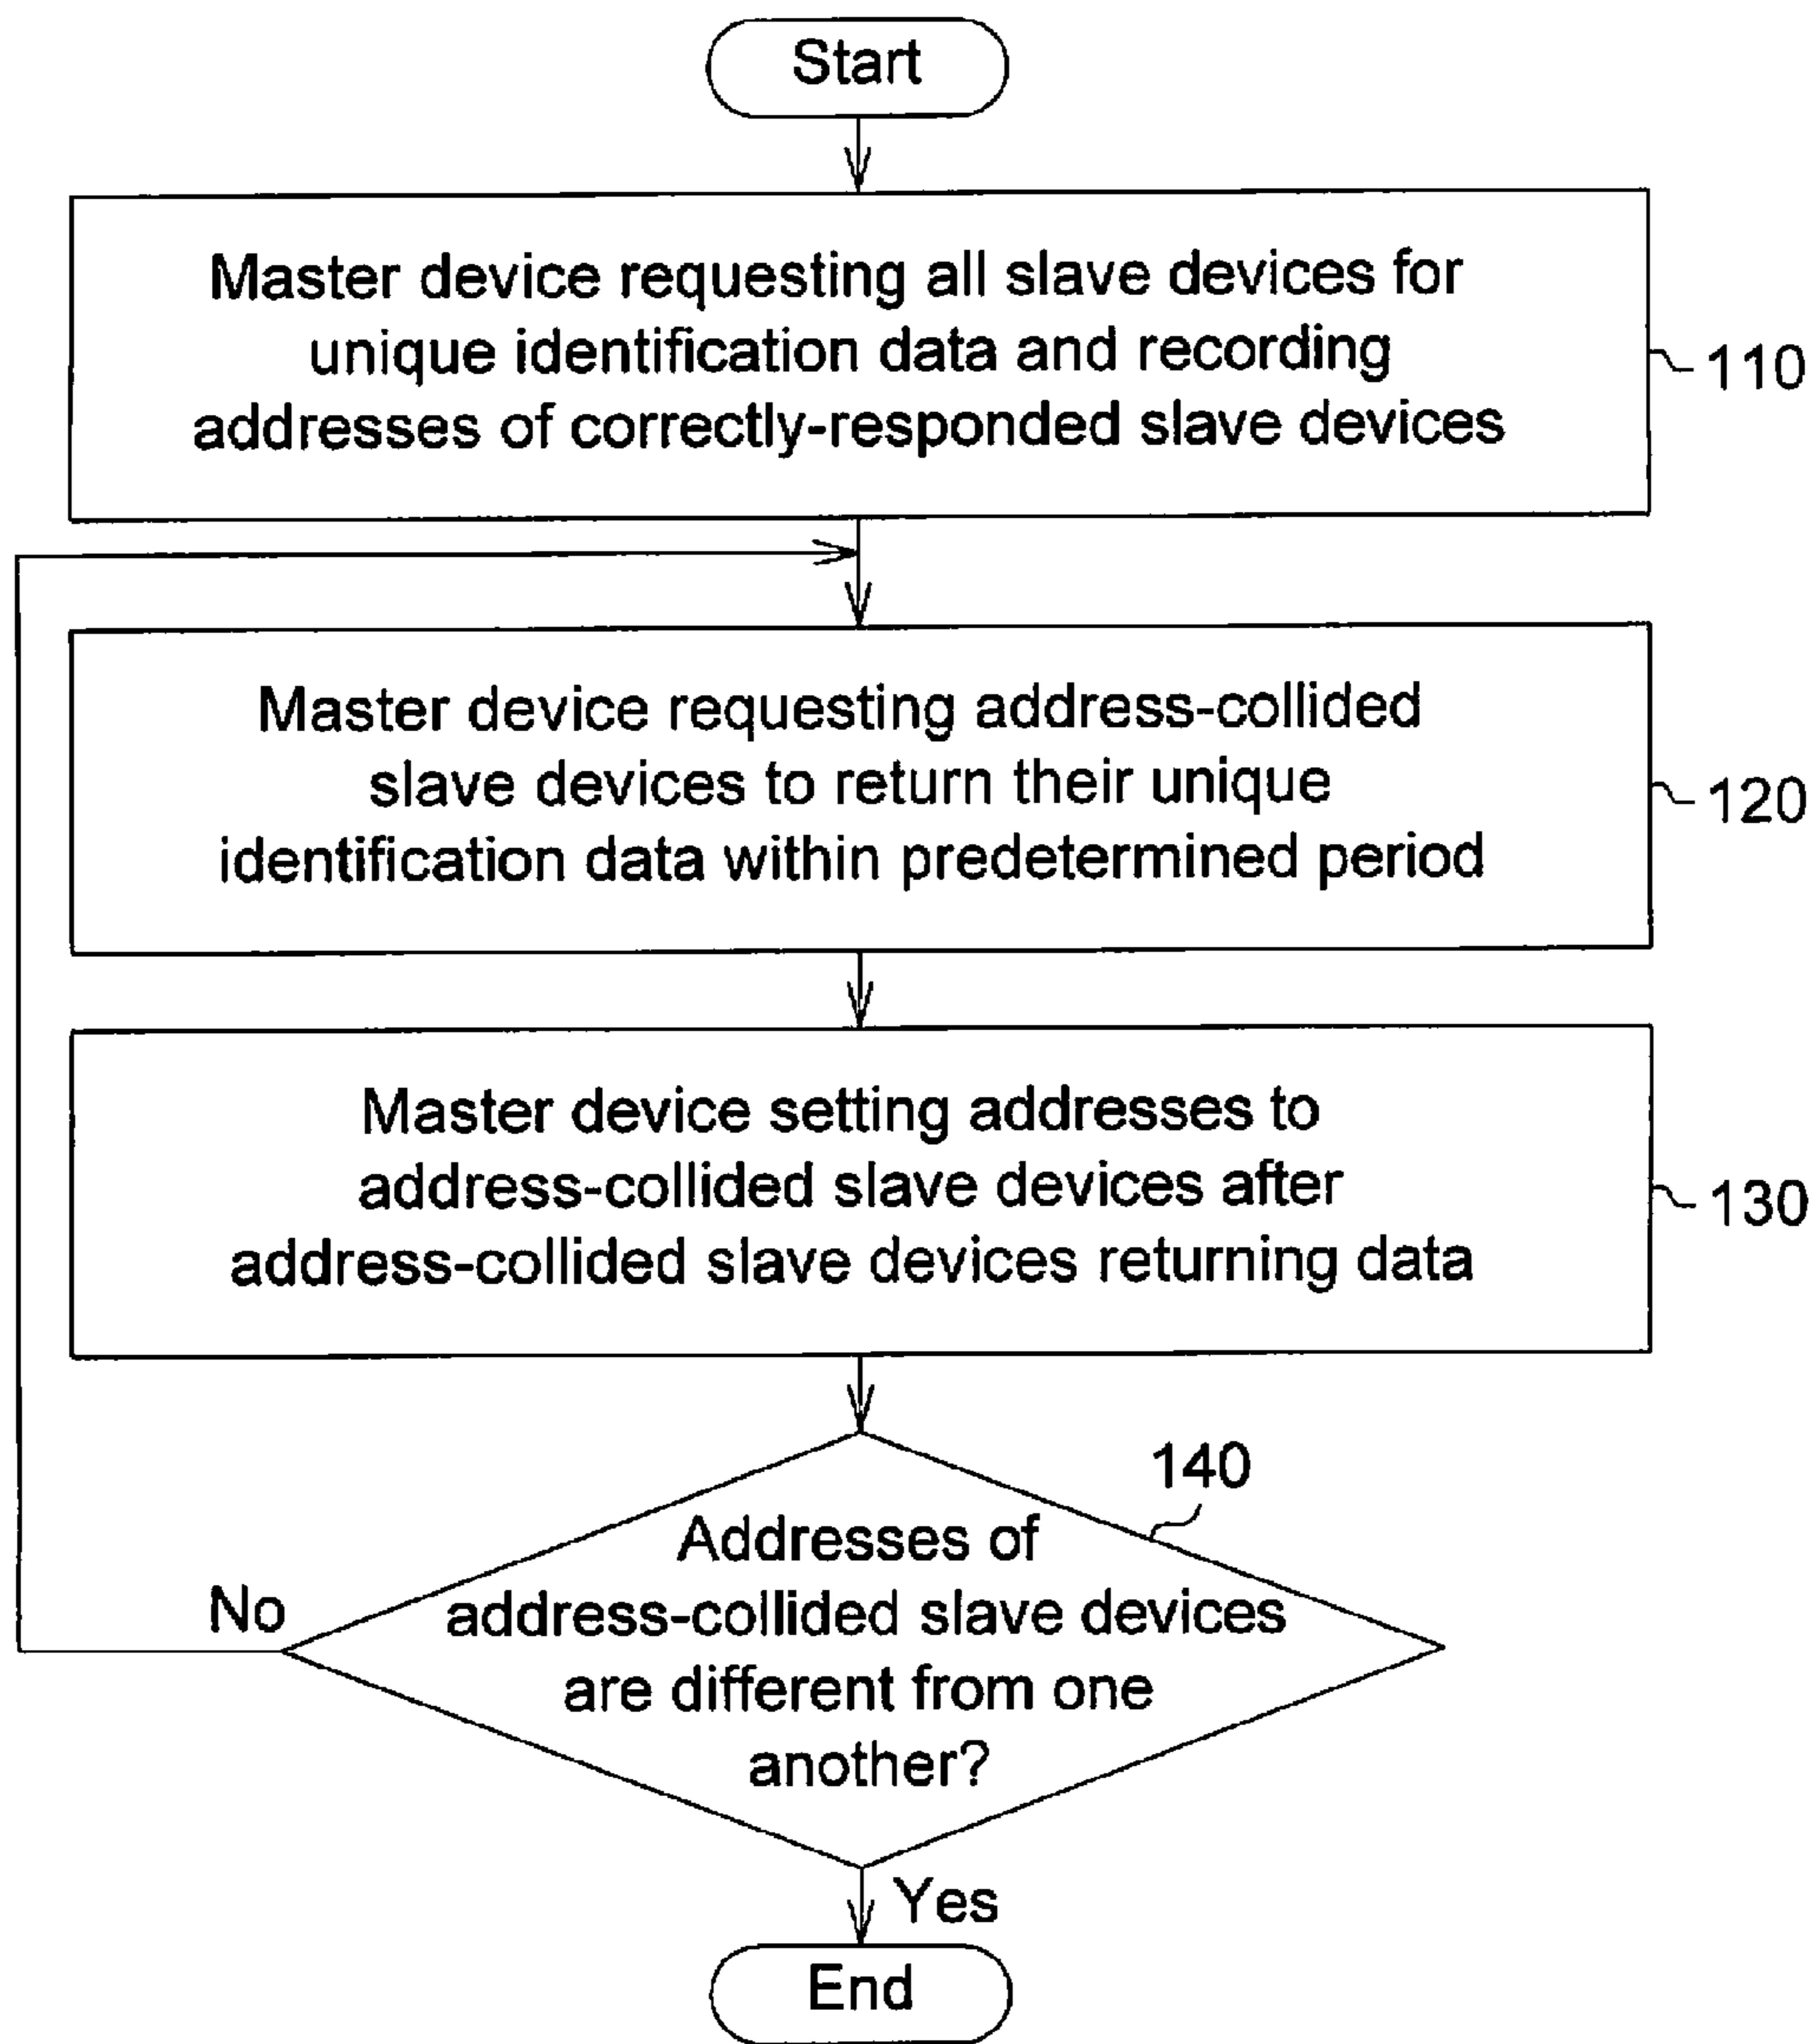 Start
Master device requesting all slave devices for
unique identification data and recording
addresses of correctly-responded slave devices
110
Master device requesting address-collided
slave devices to return their unique
identification data within predetermined period
120
Master device setting addresses to
address-collided slave devices after
address-collided slave devices returning data
130
140
Addresses of
address-collided slave devices
are different from one
another?
No
Yes
End